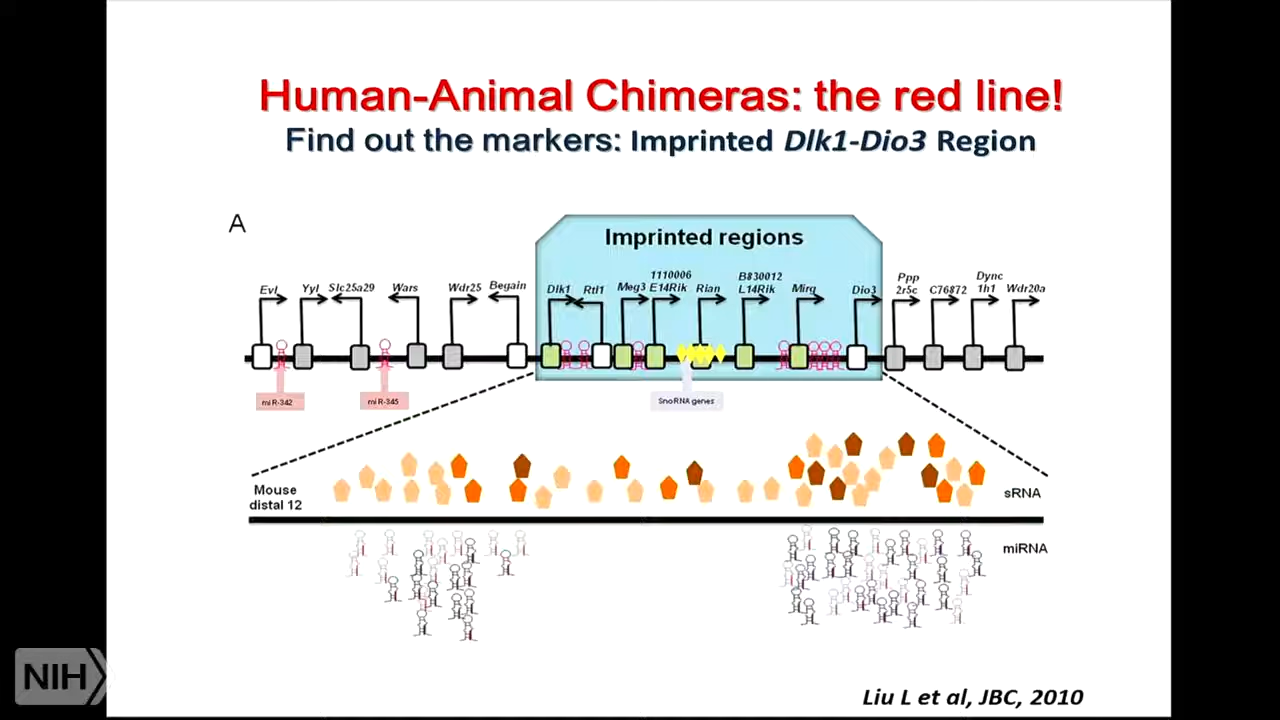 Human-Animal Chimeras: the red line!
Find out the markers: Imprinted Dlk1-Dio3 Region
A
Imprinted regions
Evl Yyl Slc25a29 Wars Wdr25 Begain Dlk1 Rtl1 Meg3 1110006 E14Rik Rian B830012 L14Rik Mirg Dio3 Ppp 2r5c C76872 Dync 1h1 Wdr20a
miR-342 miR-345 SnoRNA genes
Mouse
distal 12
sRNA
miRNA
NIH
Liu L et al, JBC, 2010